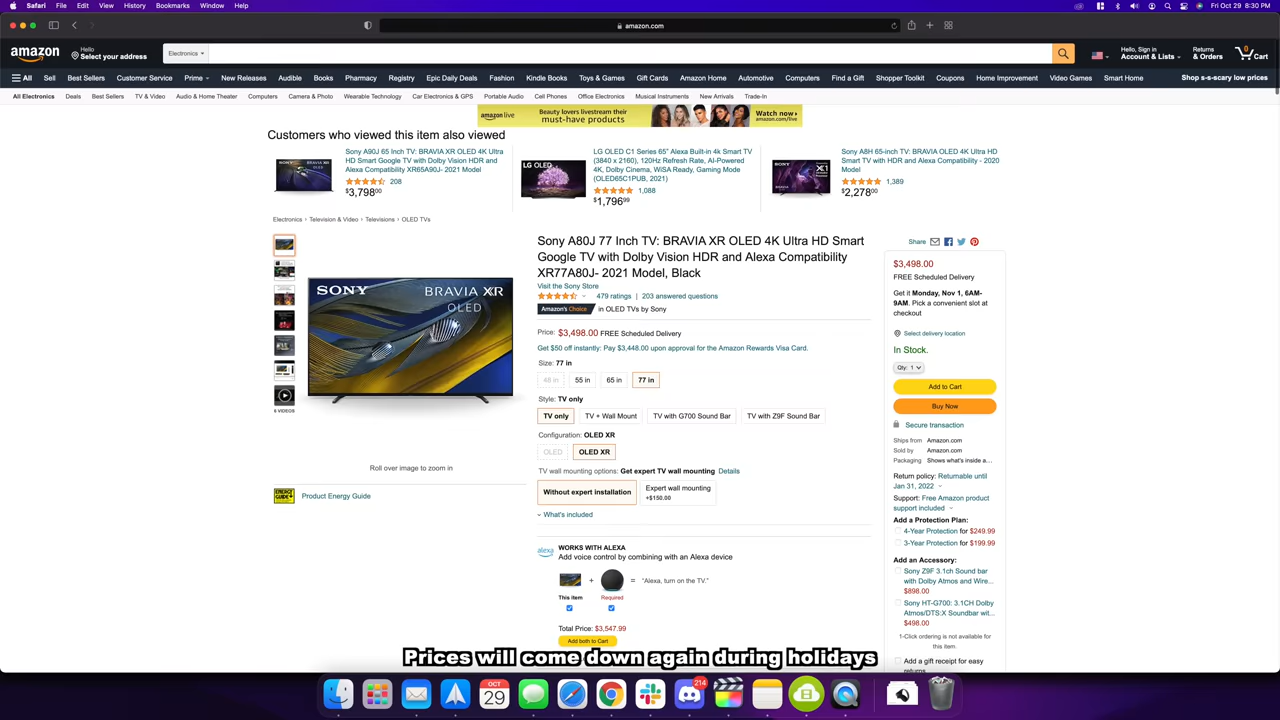 Safari File Edit View History Bookmarks Window Help
Fri Oct 29 8:30 PM
amazon.com
amazon
Hello
Select your address
Electronics
Hello, Sign in
Account & Lists
Returns
& Orders
0
Cart
All Sell Best Sellers Customer Service Prime New Releases Audible Books Pharmacy Registry Epic Daily Deals Fashion Kindle Books Toys & Games Gift Cards Amazon Home Automotive Computers Find a Gift Shopper Toolkit Coupons Home Improvement Video Games Smart Home
Shop s-s-scary low prices
All Electronics Deals Best Sellers TV & Video Audio & Home Theater Computers Camera & Photo Wearable Technology Car Electronics & GPS Portable Audio Cell Phones Office Electronics Musical Instruments New Arrivals Trade-In
amazon live
Beauty lovers livestream their
must-have products
Watch now
amazon.com/live
Customers who viewed this item also viewed
SONY
Sony A90J 65 Inch TV: BRAVIA XR OLED 4K Ultra
HD Smart Google TV with Dolby Vision HDR and
Alexa Compatibility XR65A90J- 2021 Model
208
$3,798.00
LG OLED
LG OLED C1 Series 65" Alexa Built-in 4k Smart TV
(3840 x 2160), 120Hz Refresh Rate, AI-Powered
4K, Dolby Cinema, WiSA Ready, Gaming Mode
(OLED65C1PUB, 2021)
1,088
$1,796.99
Sony A8H 65-inch TV: BRAVIA OLED 4K Ultra HD
Smart TV with HDR and Alexa Compatibility - 2020
Model
1,389
$2,278.00
Electronics › Television & Video › Televisions › OLED TVs
6 VIDEOS
SONY
BRAVIA XR
OLED
Roll over image to zoom in
Product Energy Guide
Sony A80J 77 Inch TV: BRAVIA XR OLED 4K Ultra HD Smart
Google TV with Dolby Vision HDR and Alexa Compatibility
XR77A80J- 2021 Model, Black
Visit the Sony Store
479 ratings | 203 answered questions
Amazon's Choice in OLED TVs by Sony
Price: $3,498.00 FREE Scheduled Delivery
Get $50 off instantly: Pay $3,448.00 upon approval for the Amazon Rewards Visa Card.
Size: 77 in
48 in 55 in 65 in 77 in
Style: TV only
TV only TV + Wall Mount TV with G700 Sound Bar TV with Z9F Sound Bar
Configuration: OLED XR
OLED OLED XR
TV wall mounting options: Get expert TV wall mounting Details
Without expert installation
Expert wall mounting
+$150.00
What's included
alexa
WORKS WITH ALEXA
Add voice control by combining with an Alexa device
+ = "Alexa, turn on the TV."
This item Required
Total Price: $3,547.99
Add both to Cart
Share
$3,498.00
FREE Scheduled Delivery
Get it Monday, Nov 1, 6AM-
9AM. Pick a convenient slot at
checkout
Select delivery location
In Stock.
Qty: 1
Add to Cart
Buy Now
Secure transaction
Ships from Amazon.com
Sold by Amazon.com
Packaging Shows what's inside a…
Return policy: Returnable until
Jan 31, 2022
Support: Free Amazon product
support included
Add a Protection Plan:
4-Year Protection for $249.99
3-Year Protection for $199.99
Add an Accessory:
Sony Z9F 3.1ch Sound bar
with Dolby Atmos and Wire…
$898.00
Sony HT-G700: 3.1CH Dolby
Atmos/DTS:X Soundbar wit…
$498.00
1-Click ordering is not available for
this item.
Add a gift receipt for easy
returns
Prices will come down again during holidays
OCT
29
214